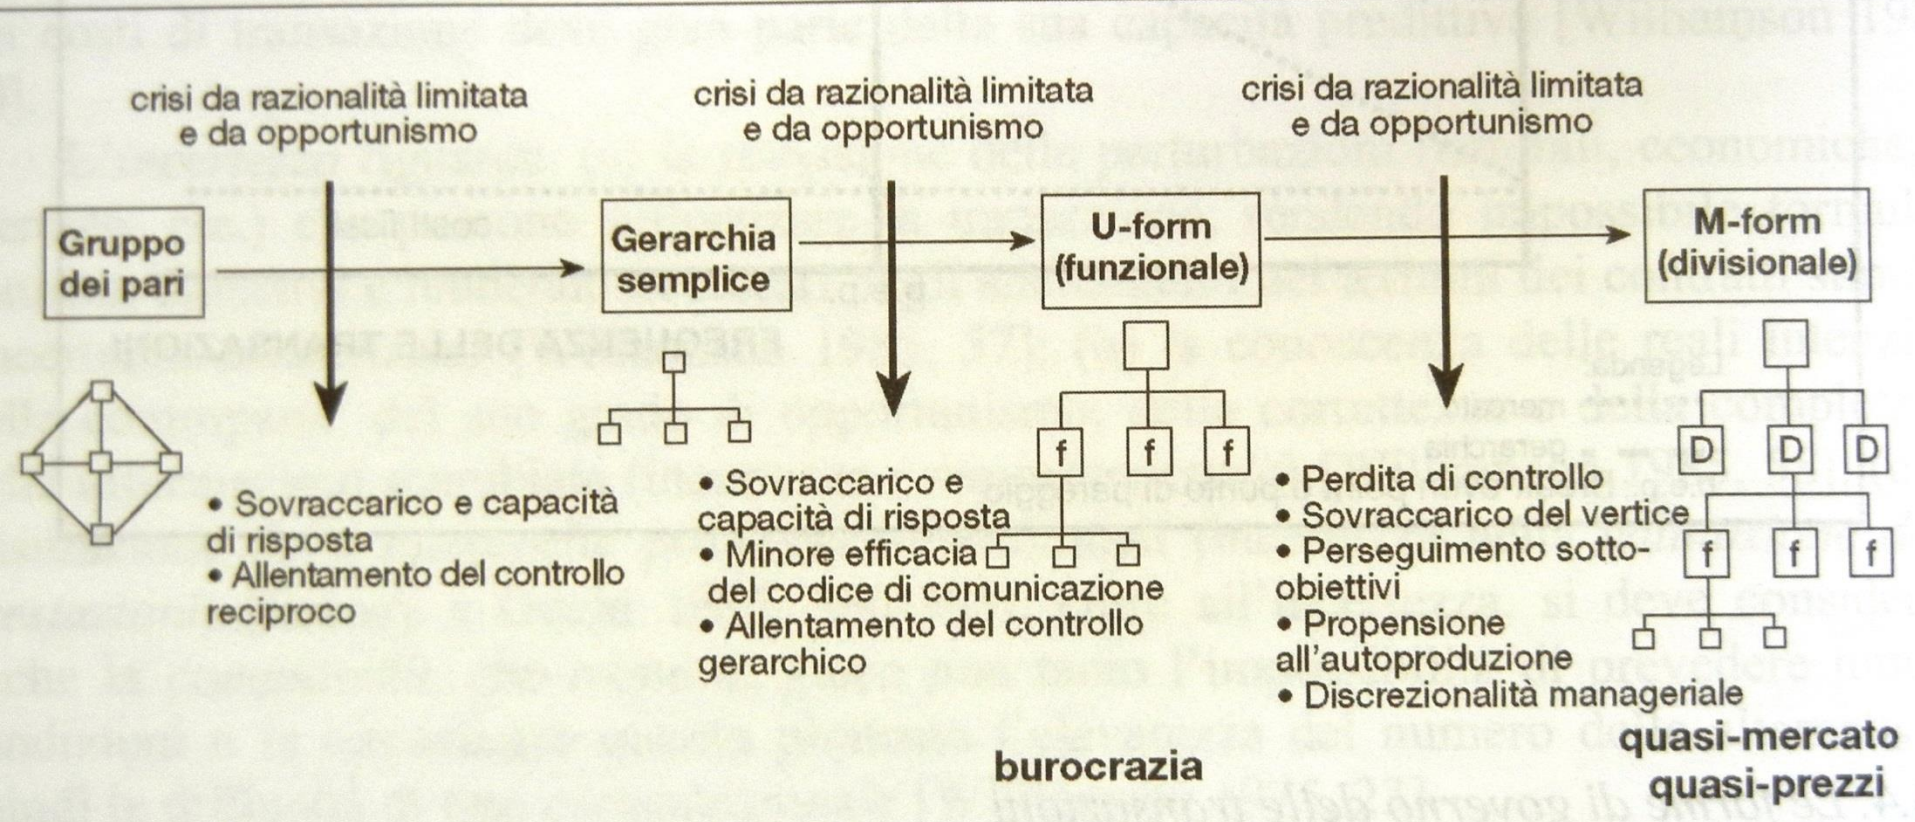 crisi da razionalità limitata
e da opportunismo
crisi da razionalità limitata
e da opportunismo
crisi da razionalità limitata
e da opportunismo
Gruppo
dei pari
Gerarchia
semplice
U-form
(funzionale)
M-form
(divisionale)
• Sovraccarico e capacità
di risposta
• Allentamento del controllo
reciproco
• Sovraccarico e
capacità di risposta
• Minore efficacia
del codice di comunicazione
• Allentamento del controllo
gerarchico
f f f
• Perdita di controllo
• Sovraccarico del vertice
• Perseguimento sotto-
obiettivi
• Propensione
all'autoproduzione
• Discrezionalità manageriale
D D D
f f f
burocrazia
quasi-mercato
quasi-prezzi